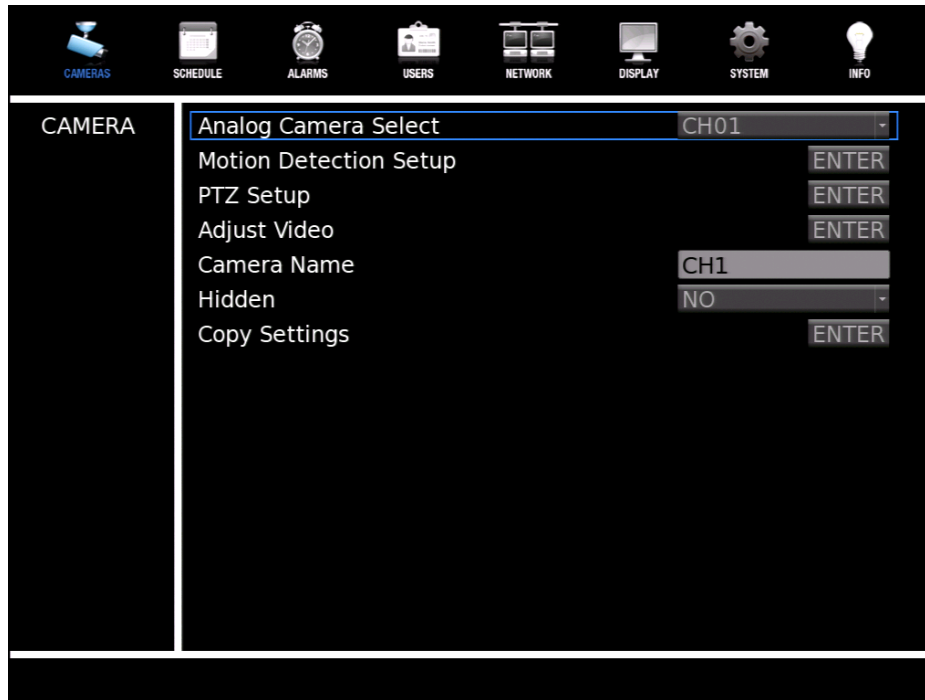 CAMERAS SCHEDULE ALARMS USERS NETWORK DISPLAY SYSTEM INFO
CAMERA
Analog Camera Select CH01
Motion Detection Setup ENTER
PTZ Setup ENTER
Adjust Video ENTER
Camera Name CH1
Hidden NO
Copy Settings ENTER